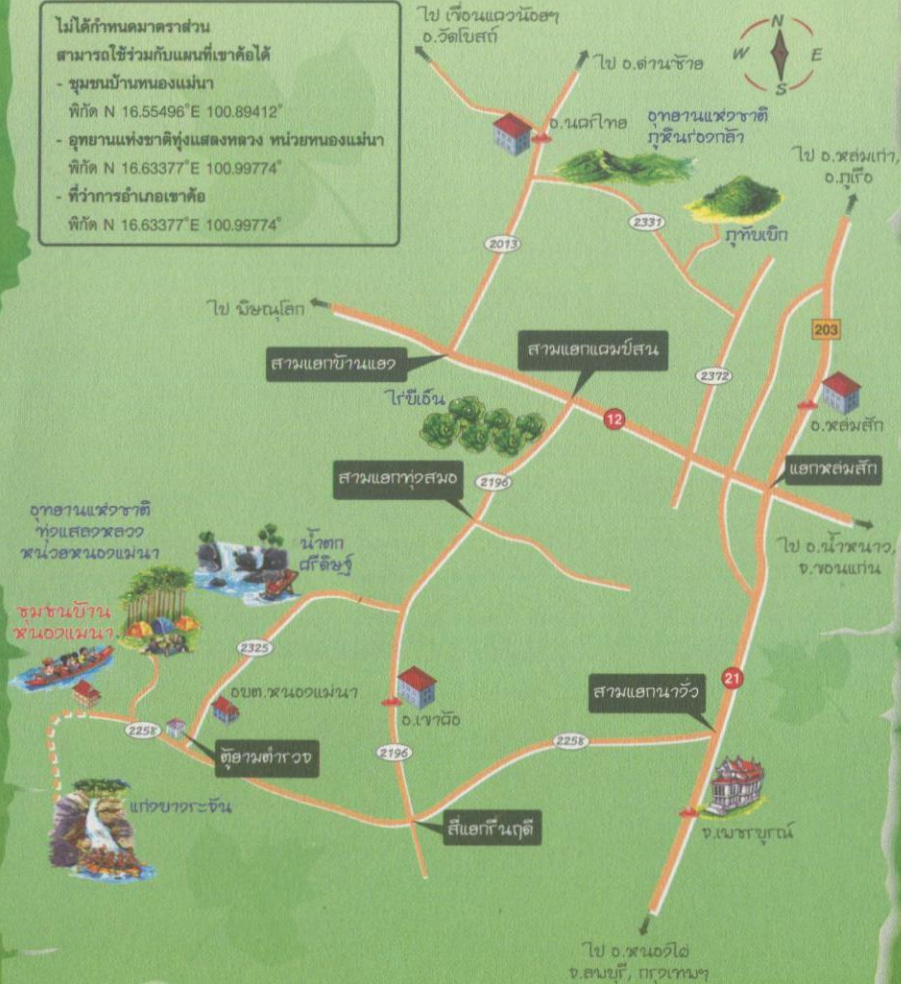 ไม่ได้กำหนดมาตราส่วน
สามารถใช้ร่วมกับแผนที่เขาค้อได้
- ชุมชนบ้านหนองแม่นา
พิกัด N 16.55496°E 100.89412°
- อุทยานแห่งชาติทุ่งแสลงหลวง หน่วยหนองแม่นา
พิกัด N 16.63377°E 100.99774°
- ที่ว่าการอำเภอเขาค้อ
พิกัด N 16.63377°E 100.99774°
ไป เขื่อนแควน้อยฯ
อ.วัดโบสถ์
ไป อ.ด่านซ้าย
N
W
E
S
อ.นครไทย
อุทยานแห่งชาติ
ภูหินร่องกล้า
ไป อ.หล่มเก่า,
อ.ภูเรือ
2331
ภูทับเบิก
2013
ไป พิษณุโลก
203
สามแยกบ้านแยง
สามแยกแคมป์สน
2372
ไร่บีเอ็น
12
อ.หล่มสัก
สามแยกทุ่งสมอ
2196
แยกหล่มสัก
อุทยานแห่งชาติ
ทุ่งแสลงหลวง
หน่วยหนองแม่นา
น้ำตก
ศรีดิษฐ์
ไป อ.น้ำหนาว,
จ.ขอนแก่น
ชุมชนบ้าน
หนองแม่นา
2325
21
สามแยกนางั่ว
อบต.หนองแม่นา
อ.เขาค้อ
2258
2258
ตู้ยามตำรวจ
2196
แก่งบางระจัน
สี่แยกรื่นฤดี
จ.เพชรบูรณ์
ไป อ.หนองไผ่
จ.ลพบุรี, กรุงเทพฯ